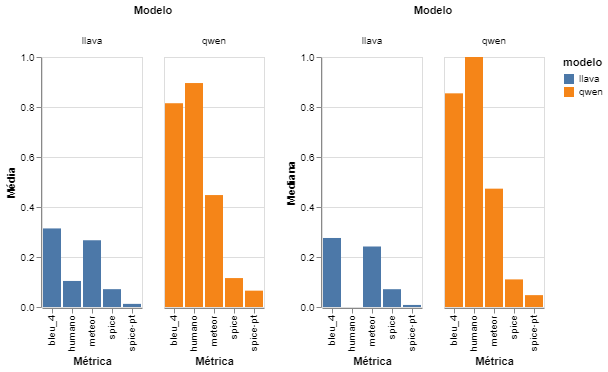 Modelo
llava
qwen
1.0
0.8
0.6
0.4
0.2
0.0
Média
bleu_4
humano
meteor
spice
spice-pt
bleu_4
humano
meteor
spice
spice-pt
Métrica
Métrica
Modelo
llava
qwen
1.0
0.8
0.6
0.4
0.2
0.0
Mediana
bleu_4
humano
meteor
spice
spice-pt
bleu_4
humano
meteor
spice
spice-pt
Métrica
Métrica
modelo
llava
qwen